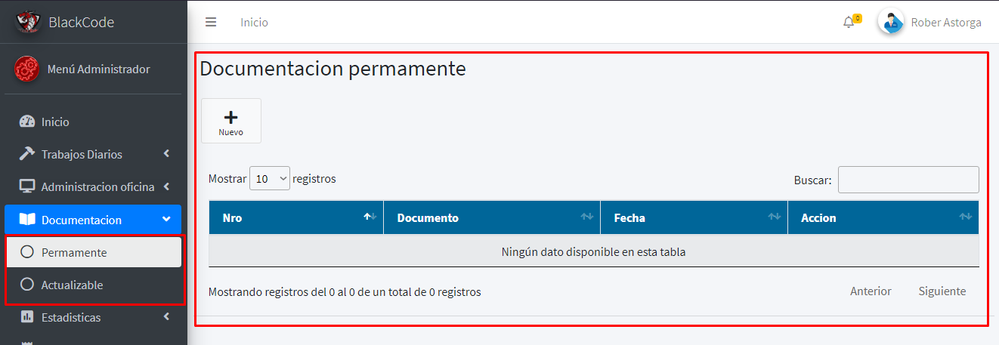 BlackCode
Inicio
0
Rober Astorga
Menú Administrador
Inicio
Trabajos Diarios
Administracion oficina
Documentacion
Permamente
Actualizable
Estadisticas
Documentacion permamente
Nuevo
Mostrar 10 registros
Buscar:
Nro Documento Fecha Accion
Ningún dato disponible en esta tabla
Mostrando registros del 0 al 0 de un total de 0 registros
Anterior Siguiente